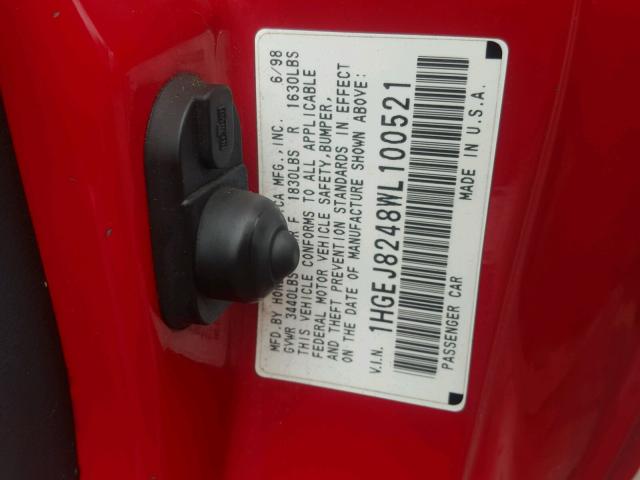 MFD. BY CA MFG., INC. 6/98
GVWR 3440LBS F 1830LBS R 1630LBS
THIS VEHICLE CONFORMS TO ALL APPLICABLE
FEDERAL MOTOR VEHICLE SAFETY,BUMPER,
AND THEFT PREVENTION STANDARDS IN EFFECT
ON THE DATE OF MANUFACTURE SHOWN ABOVE:
V.I.N. 1HGEJ8248WL100521
PASSENGER CAR MADE IN U.S.A.